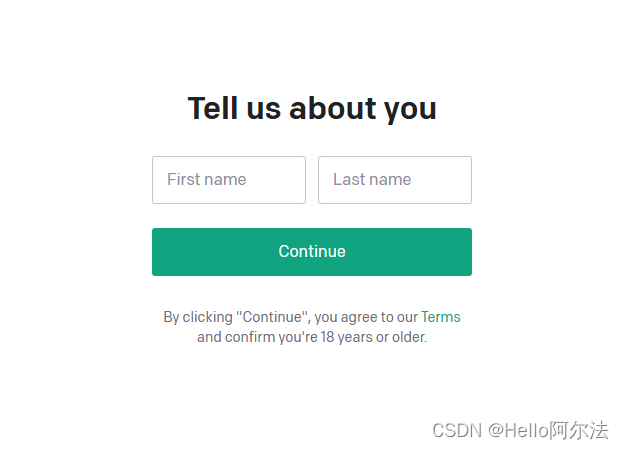 Tell us about you
First name
Last name
Continue
By clicking "Continue", you agree to our Terms
and confirm you're 18 years or older.
CSDN @Hello阿尔法